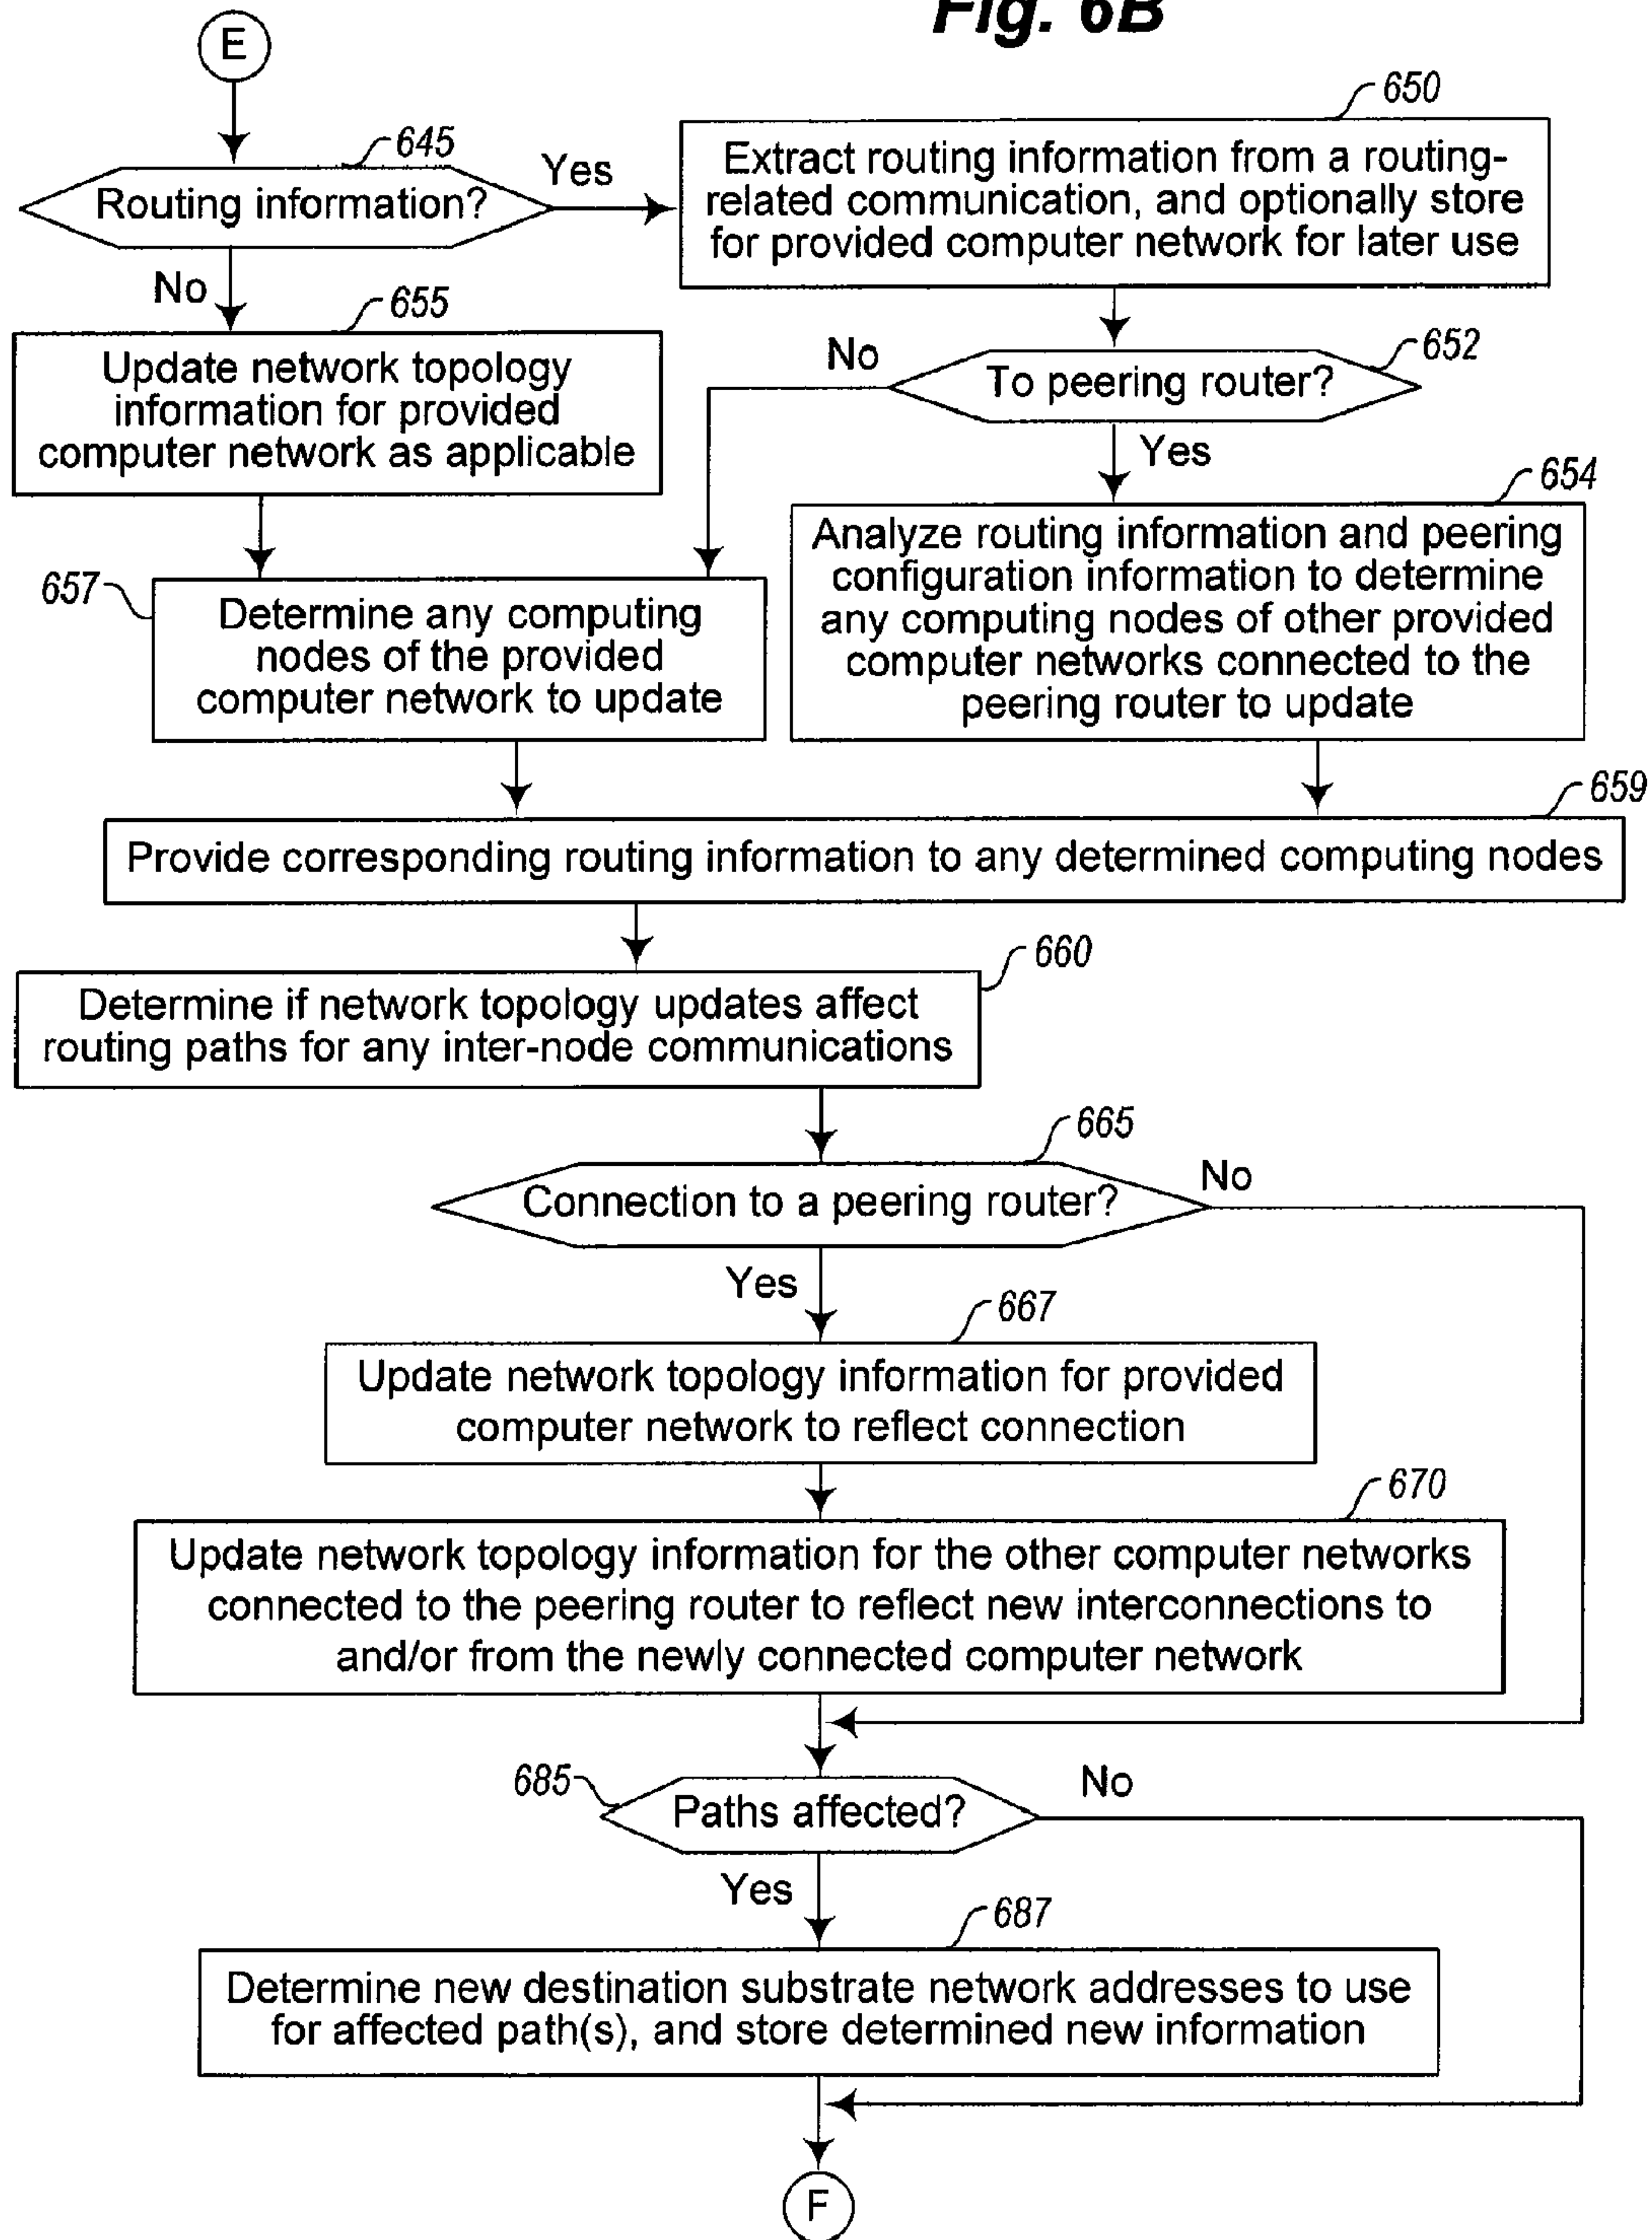 Fig. 6B
E
645
Routing information?
Yes
No
650
Extract routing information from a routing-
related communication, and optionally store
for provided computer network for later use
655
Update network topology
information for provided
computer network as applicable
652
To peering router?
No
Yes
654
Analyze routing information and peering
configuration information to determine
any computing nodes of other provided
computer networks connected to the
peering router to update
657
Determine any computing
nodes of the provided
computer network to update
659
Provide corresponding routing information to any determined computing nodes
660
Determine if network topology updates affect
routing paths for any inter-node communications
665
Connection to a peering router?
No
Yes
667
Update network topology information for provided
computer network to reflect connection
670
Update network topology information for the other computer networks
connected to the peering router to reflect new interconnections to
and/or from the newly connected computer network
685
Paths affected?
No
Yes
687
Determine new destination substrate network addresses to use
for affected path(s), and store determined new information
F